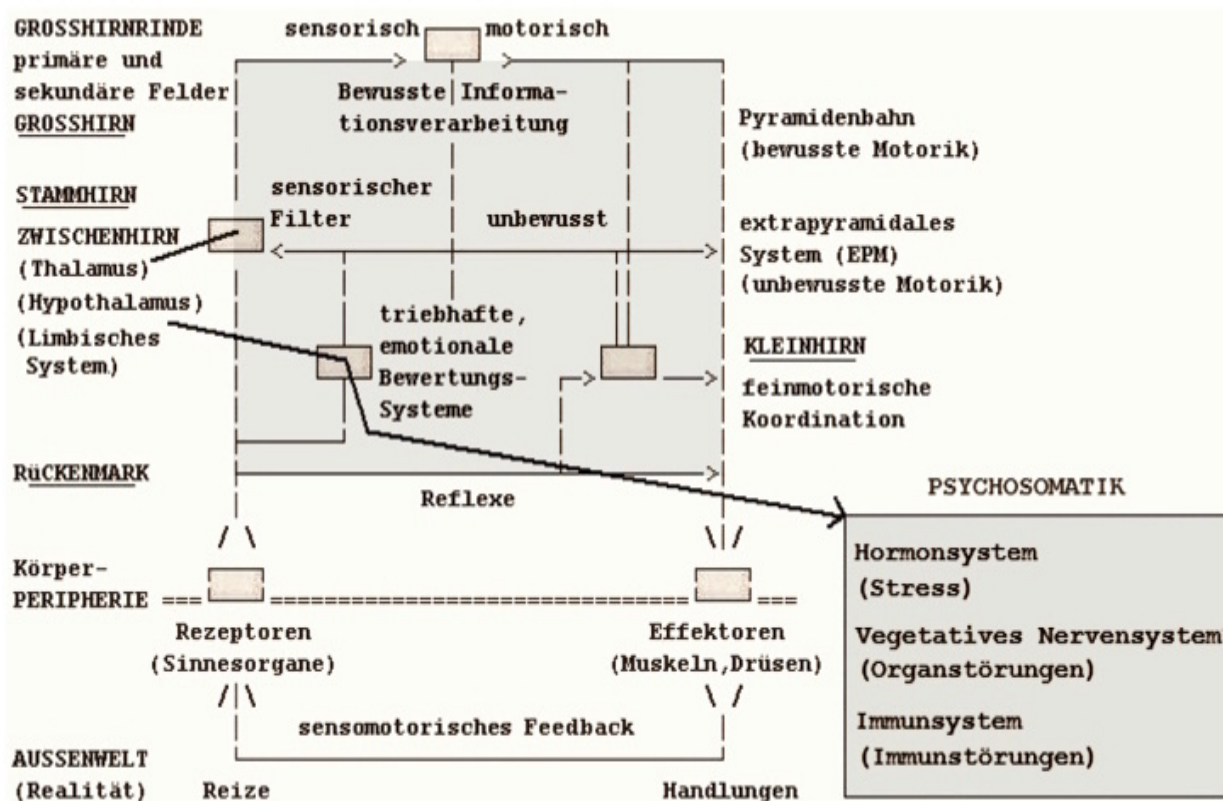 GROSSHIRNRINDE
primäre und
sekundäre Felder
GROSSHIRN
sensorisch
motorisch
Bewusste Informa-
tionsverarbeitung
Pyramidenbahn
(bewusste Motorik)
STAMMHIRN
ZWISCHENHIRN
(Thalamus)
(Hypothalamus)
(Limbisches
System)
sensorischer
Filter
unbewusst
extrapyramidales
System (EPM)
(unbewusste Motorik)
triebhafte,
emotionale
Bewertungs-
Systeme
KLEINHIRN
feinmotorische
Koordination
RüCKENMARK
Reflexe
PSYCHOSOMATIK
Hormonsystem
(Stress)
Vegetatives Nervensystem
(Organstörungen)
Immunsystem
(Immunstörungen)
Körper-
PERIPHERIE
Rezeptoren
(Sinnesorgane)
Effektoren
(Muskeln,Drüsen)
sensomotorisches Feedback
AUSSENWELT
(Realität)
Reize
Handlungen